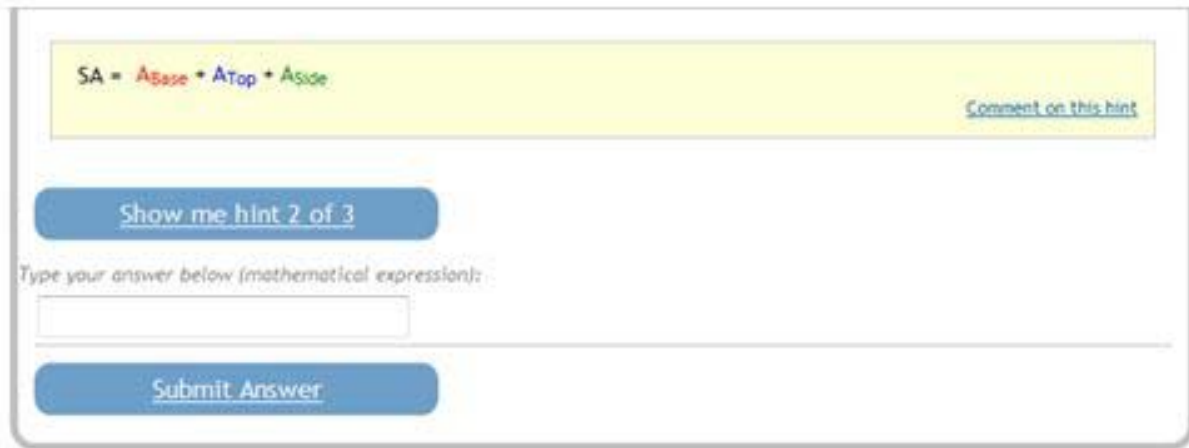 SA = ABase + ATop + ASide
Comment on this hint
Show me hint 2 of 3
Type your answer below (mathematical expression):
Submit Answer